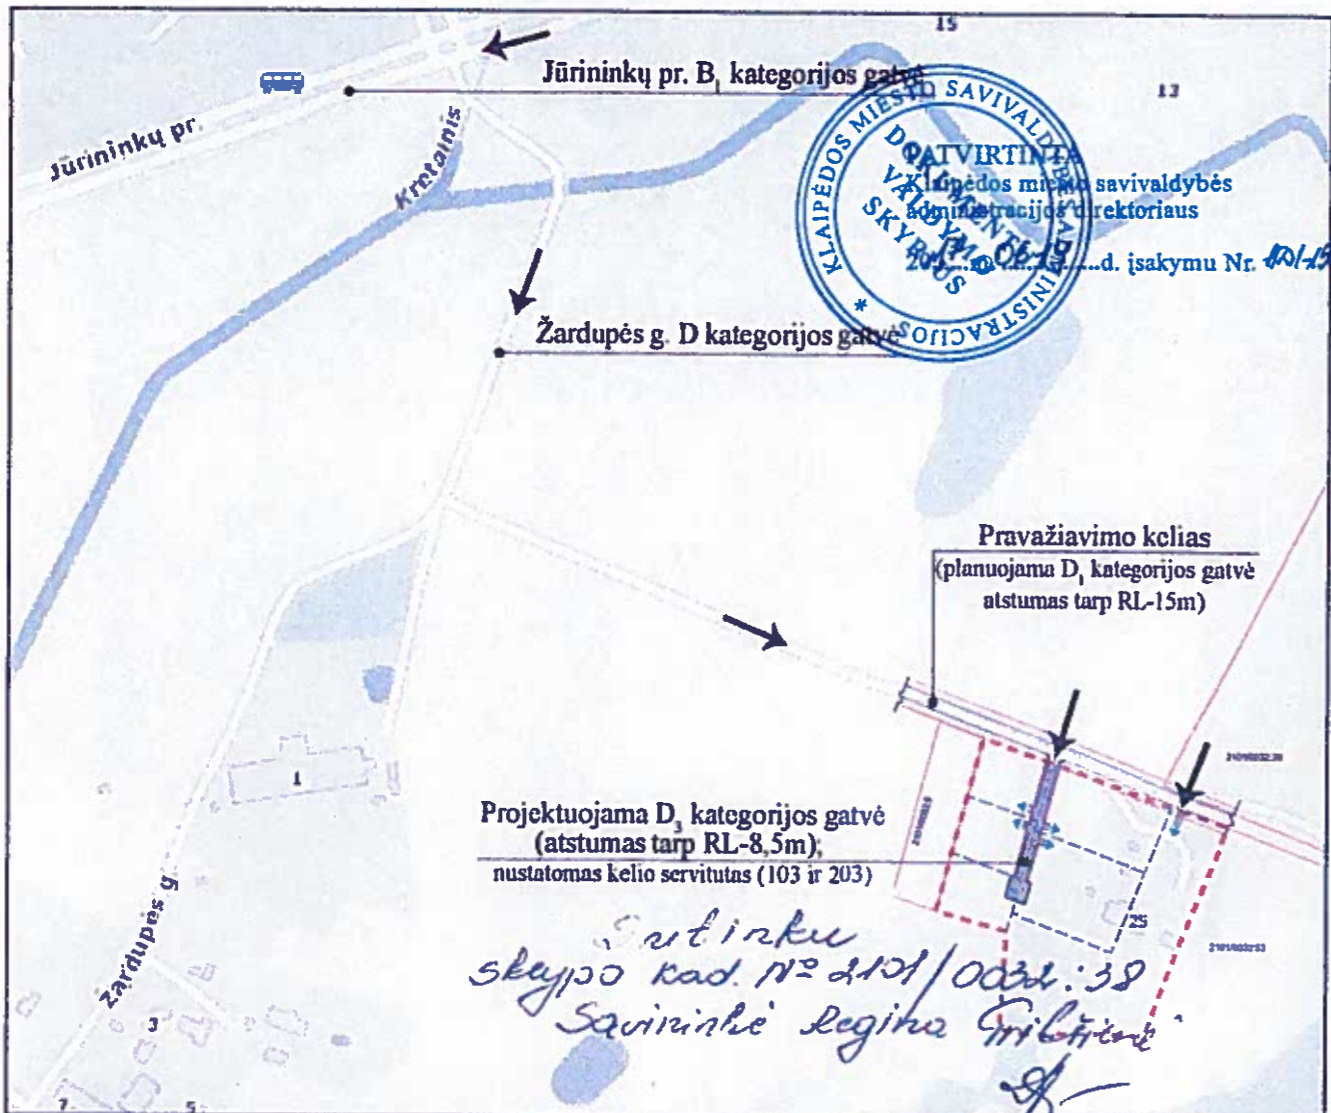 15
13
Jūrininkų pr. B₁ kategorijos gatvė
Jūrininkų pr.
Kretainis
KLAIPĖDOS MIESTO SAVIVALDYBĖS ADMINISTRACIJOS *
DOKUMENTŲ
VALDYMO
SKYRIUS
PATVIRTINTA
Klaipėdos miesto savivaldybės
administracijos direktoriaus
d. įsakymu Nr.
Žardupės g. D kategorijos gatvė
Pravažiavimo kelias
(planuojama D₁ kategorijos gatvė
atstumas tarp RL-15m)
1
Projektuojama D₃ kategorijos gatvė
(atstumas tarp RL-8,5m),
nustatomas kelio servitutas (103 ir 203)
25
Žardupės g.
3
7
5
Sutinku
sklypo kad. Nº 2101/0032:38
Savininkė Regina